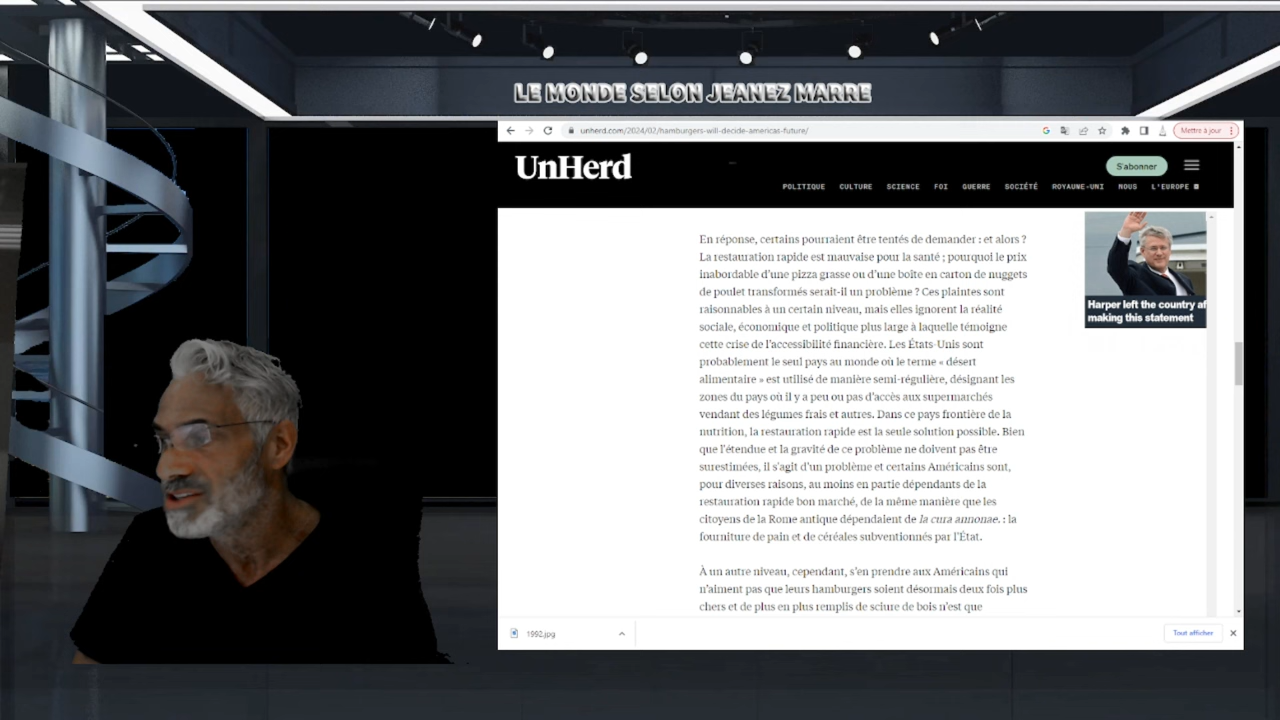 LE MONDE SELON JEANEZ MARRE
unherd.com/2024/02/hamburgers-will-decide-americas-future/
Mettre à jour
UnHerd
S'abonner
POLITIQUE CULTURE SCIENCE FOI GUERRE SOCIÉTÉ ROYAUME-UNI NOUS L'EUROPE
En réponse, certains pourraient être tentés de demander : et alors ?
La restauration rapide est mauvaise pour la santé ; pourquoi le prix
inabordable d'une pizza grasse ou d'une boîte en carton de nuggets
de poulet transformés serait-il un problème ? Ces plaintes sont
raisonnables à un certain niveau, mais elles ignorent la réalité
sociale, économique et politique plus large à laquelle témoigne
cette crise de l'accessibilité financière. Les États-Unis sont
probablement le seul pays au monde où le terme « désert
alimentaire » est utilisé de manière semi-régulière, désignant les
zones du pays où il y a peu ou pas d'accès aux supermarchés
vendant des légumes frais et autres. Dans ce pays frontière de la
nutrition, la restauration rapide est la seule solution possible. Bien
que l'étendue et la gravité de ce problème ne doivent pas être
surestimées, il s'agit d'un problème et certains Américains sont,
pour diverses raisons, au moins en partie dépendants de la
restauration rapide bon marché, de la même manière que les
citoyens de la Rome antique dépendaient de la cura annonae. : la
fourniture de pain et de céréales subventionnés par l'État.
À un autre niveau, cependant, s'en prendre aux Américains qui
n'aiment pas que leurs hamburgers soient désormais deux fois plus
chers et de plus en plus remplis de sciure de bois n'est que
Harper left the country af
making this statement
1992.jpg
Tout afficher